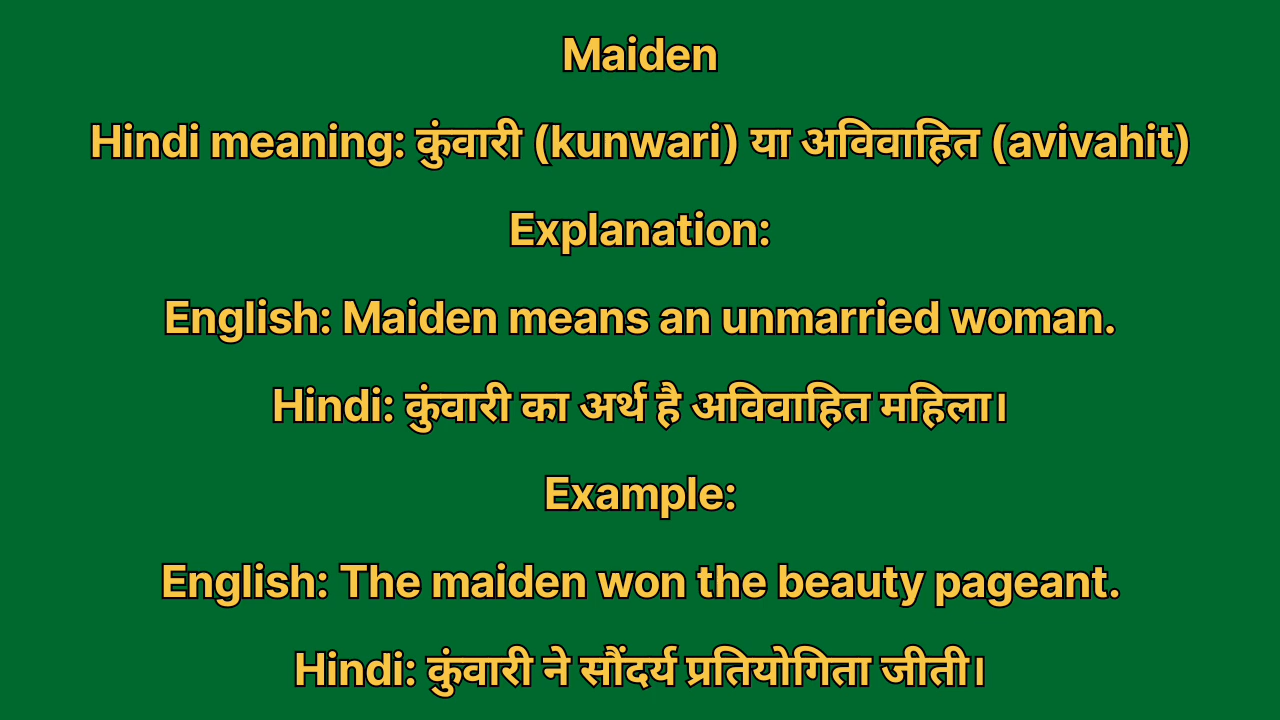 Maiden
Hindi meaning: कुंवारी (kunwari) या अविवाहित (avivahit)
Explanation:
English: Maiden means an unmarried woman.
Hindi: कुंवारी का अर्थ है अविवाहित महिला।
Example:
English: The maiden won the beauty pageant.
Hindi: कुंवारी ने सौंदर्य प्रतियोगिता जीती।